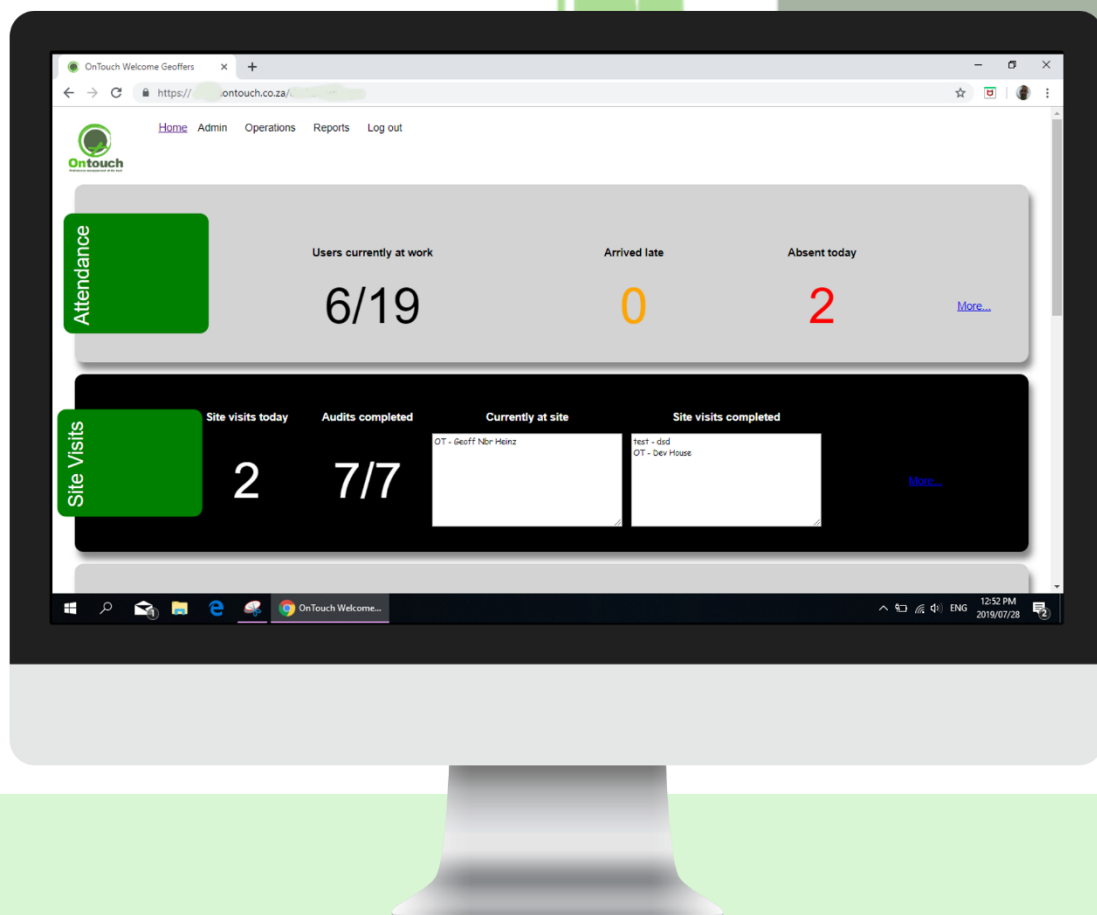 OnTouch Welcome Geoffers
https://
ontouch.co.za/
Ontouch
Home Admin Operations Reports Log out
Attendance
Users currently at work Arrived late Absent today
6/19 0 2 More...
Site Visits
Site visits today Audits completed Currently at site Site visits completed
OT - Geoff Nbr Heinz
test - dsd
OT - Dev House
2 7/7 More...
OnTouch Welcome...
ENG
12:52 PM
2019/07/28